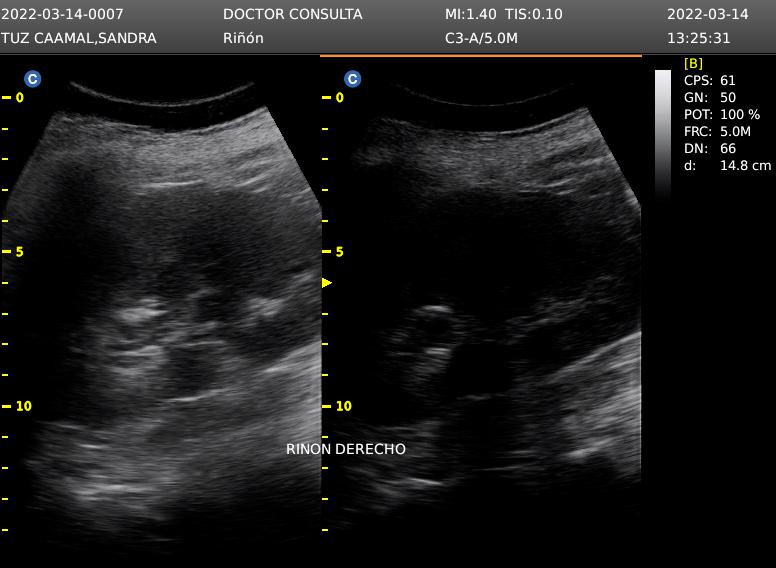 2022-03-14-0007 DOCTOR CONSULTA MI:1.40 TIS:0.10 2022-03-14
TUZ CAAMAL,SANDRA Riñón C3-A/5.0M 13:25:31
[B]
CPS: 61
GN: 50
POT: 100 %
FRC: 5.0M
DN: 66
d: 14.8 cm
C C
0 0
5 5
10 10
RINON DERECHO